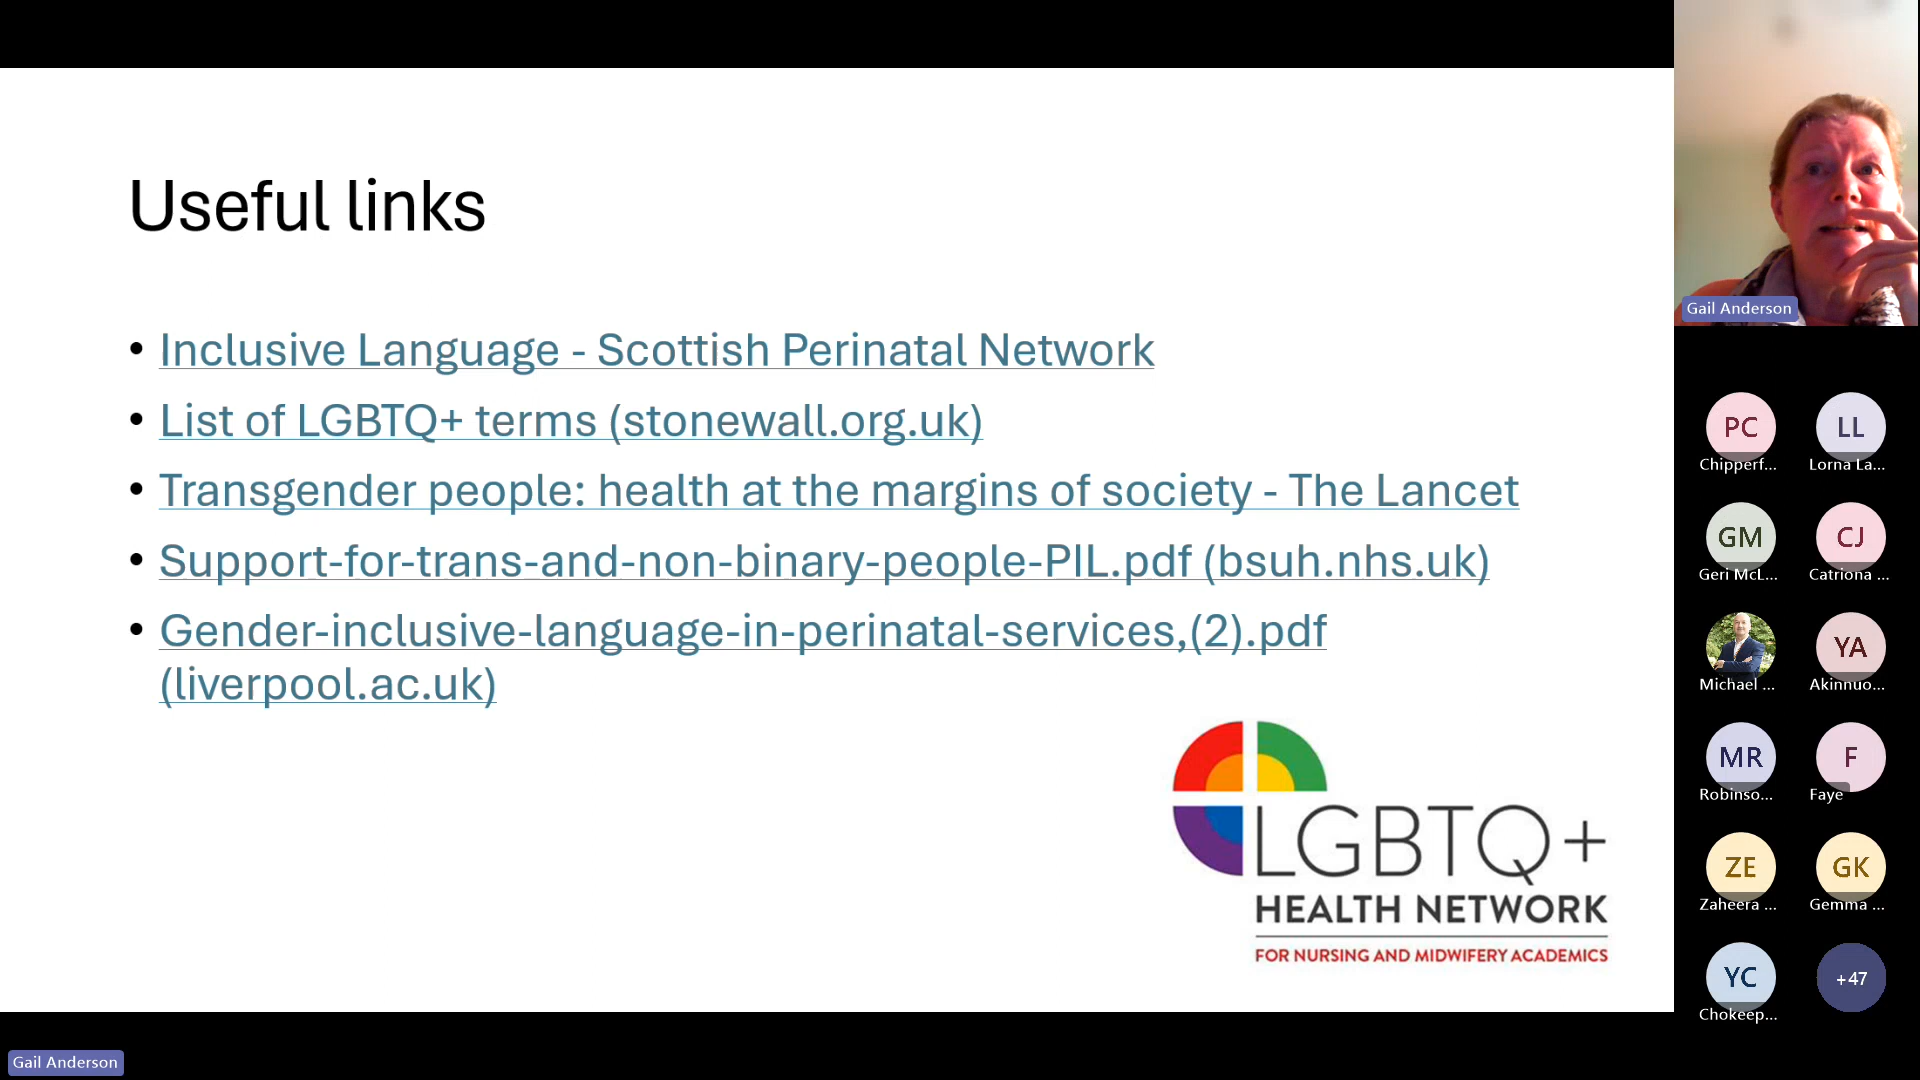 Useful links
• Inclusive Language - Scottish Perinatal Network
• List of LGBTQ+ terms (stonewall.org.uk)
• Transgender people: health at the margins of society - The Lancet
• Support-for-trans-and-non-binary-people-PIL.pdf (bsuh.nhs.uk)
• Gender-inclusive-language-in-perinatal-services,(2).pdf
(liverpool.ac.uk)
LGBTQ+
HEALTH NETWORK
FOR NURSING AND MIDWIFERY ACADEMICS
Gail Anderson
Gail Anderson
PC
LL
Chipperf...
Lorna La...
GM
CJ
Geri McL...
Catriona ...
YA
Michael ...
Akinnuo...
MR
F
Robinso...
Faye
ZE
GK
Zaheera ...
Gemma ...
YC
+47
Chokeep...